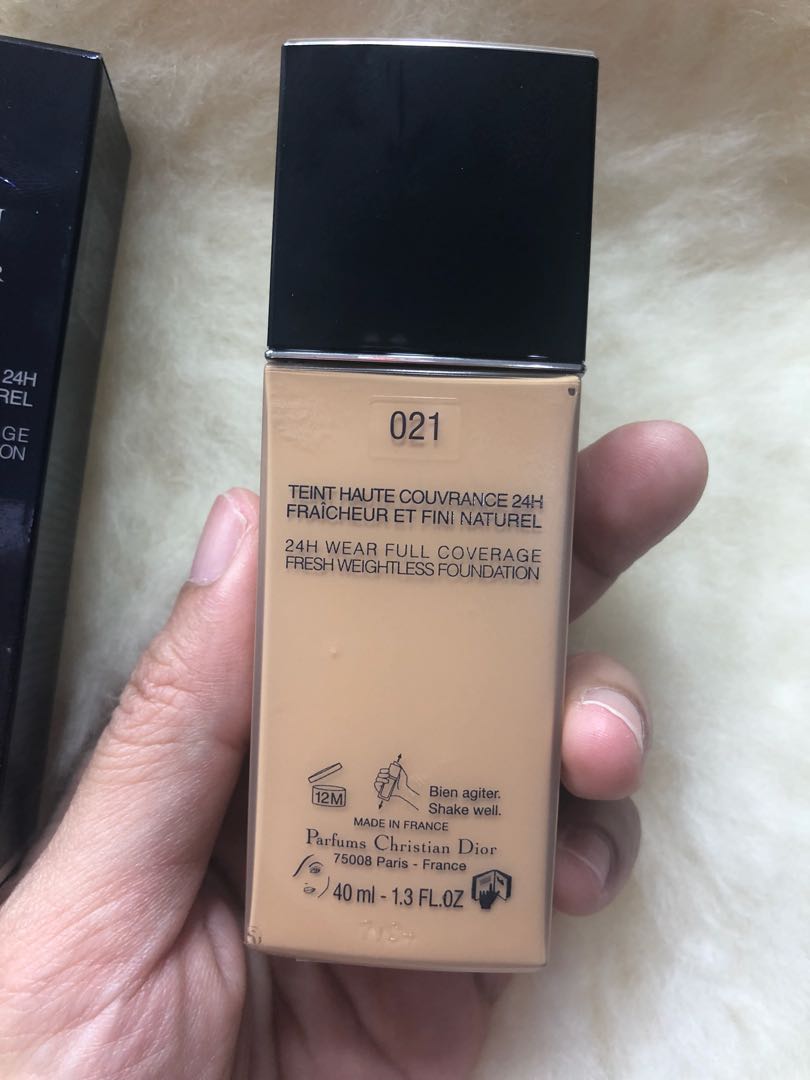 24H
REL
GE
ON
021
TEINT HAUTE COUVRANCE 24H
FRAÎCHEUR ET FINI NATUREL
24H WEAR FULL COVERAGE
FRESH WEIGHTLESS FOUNDATION
12M
Bien agiter.
Shake well.
MADE IN FRANCE
Parfums Christian Dior
75008 Paris - France
40 ml - 1.3 FL.OZ